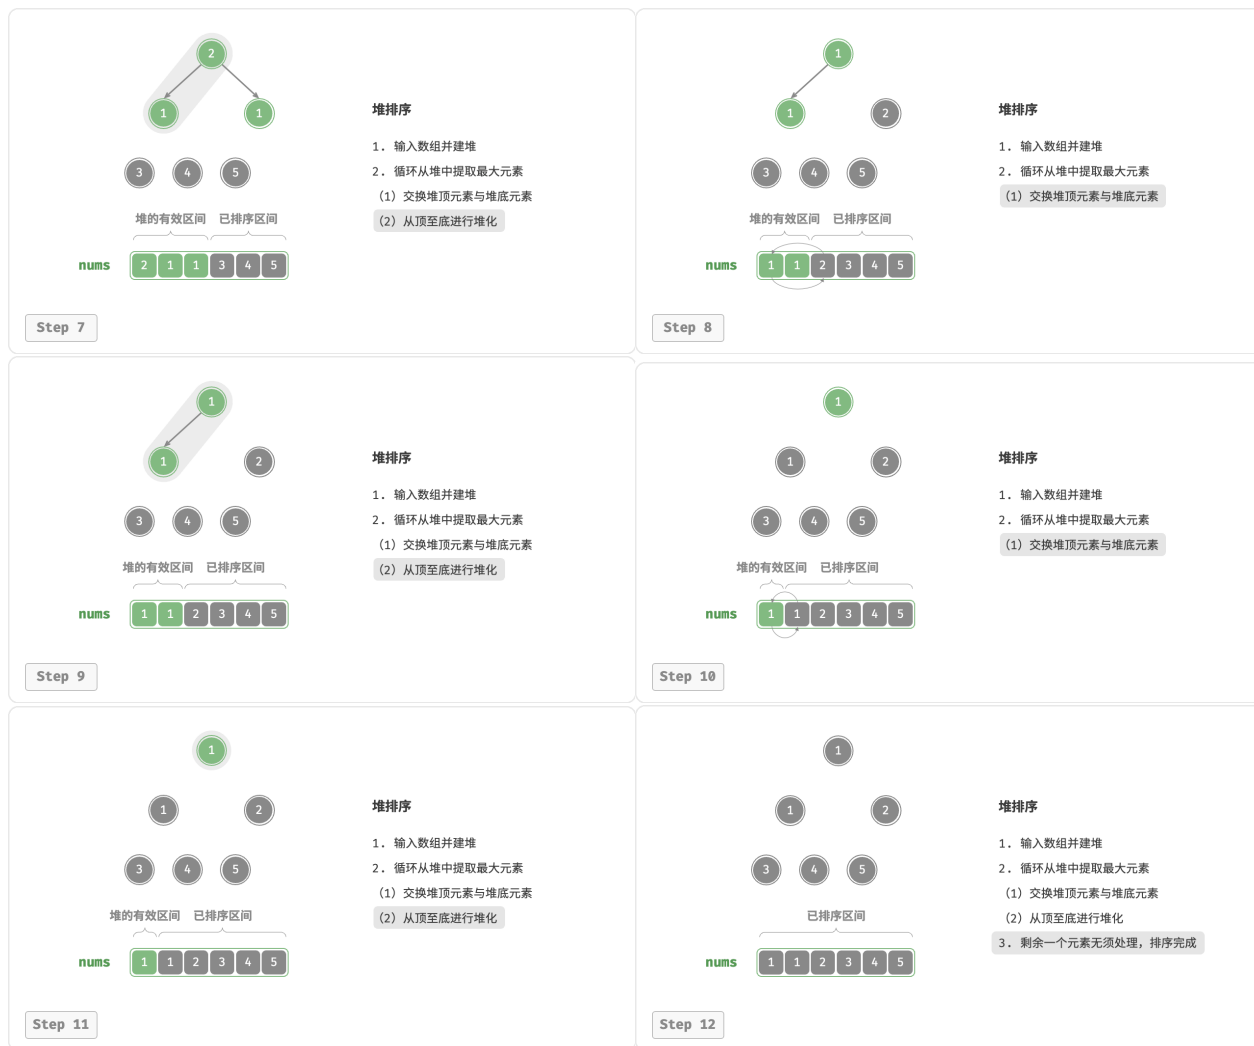 2
1 1
3 4 5
堆的有效区间 已排序区间
nums 2 1 1 3 4 5
堆排序
1. 输入数组并建堆
2. 循环从堆中提取最大元素
（1）交换堆顶元素与堆底元素
（2）从顶至底进行堆化
Step 7
1
1 2
3 4 5
堆的有效区间 已排序区间
nums 1 1 2 3 4 5
堆排序
1. 输入数组并建堆
2. 循环从堆中提取最大元素
（1）交换堆顶元素与堆底元素
Step 8
1
1 2
3 4 5
堆的有效区间 已排序区间
nums 1 1 2 3 4 5
堆排序
1. 输入数组并建堆
2. 循环从堆中提取最大元素
（1）交换堆顶元素与堆底元素
（2）从顶至底进行堆化
Step 9
1
1 2
3 4 5
堆的有效区间 已排序区间
nums 1 1 2 3 4 5
堆排序
1. 输入数组并建堆
2. 循环从堆中提取最大元素
（1）交换堆顶元素与堆底元素
Step 10
1
1 2
3 4 5
堆的有效区间 已排序区间
nums 1 1 2 3 4 5
堆排序
1. 输入数组并建堆
2. 循环从堆中提取最大元素
（1）交换堆顶元素与堆底元素
（2）从顶至底进行堆化
Step 11
1
1 2
3 4 5
已排序区间
nums 1 1 2 3 4 5
堆排序
1. 输入数组并建堆
2. 循环从堆中提取最大元素
（1）交换堆顶元素与堆底元素
（2）从顶至底进行堆化
3. 剩余一个元素无须处理，排序完成
Step 12